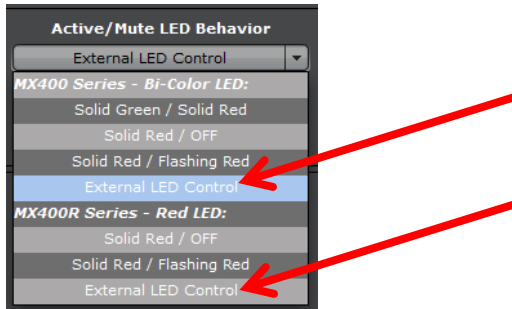 Active/Mute LED Behavior
External LED Control
MX400 Series - Bi-Color LED:
Solid Green / Solid Red
Solid Red / OFF
Solid Red / Flashing Red
External LED Control
MX400R Series - Red LED:
Solid Red / OFF
Solid Red / Flashing Red
External LED Control